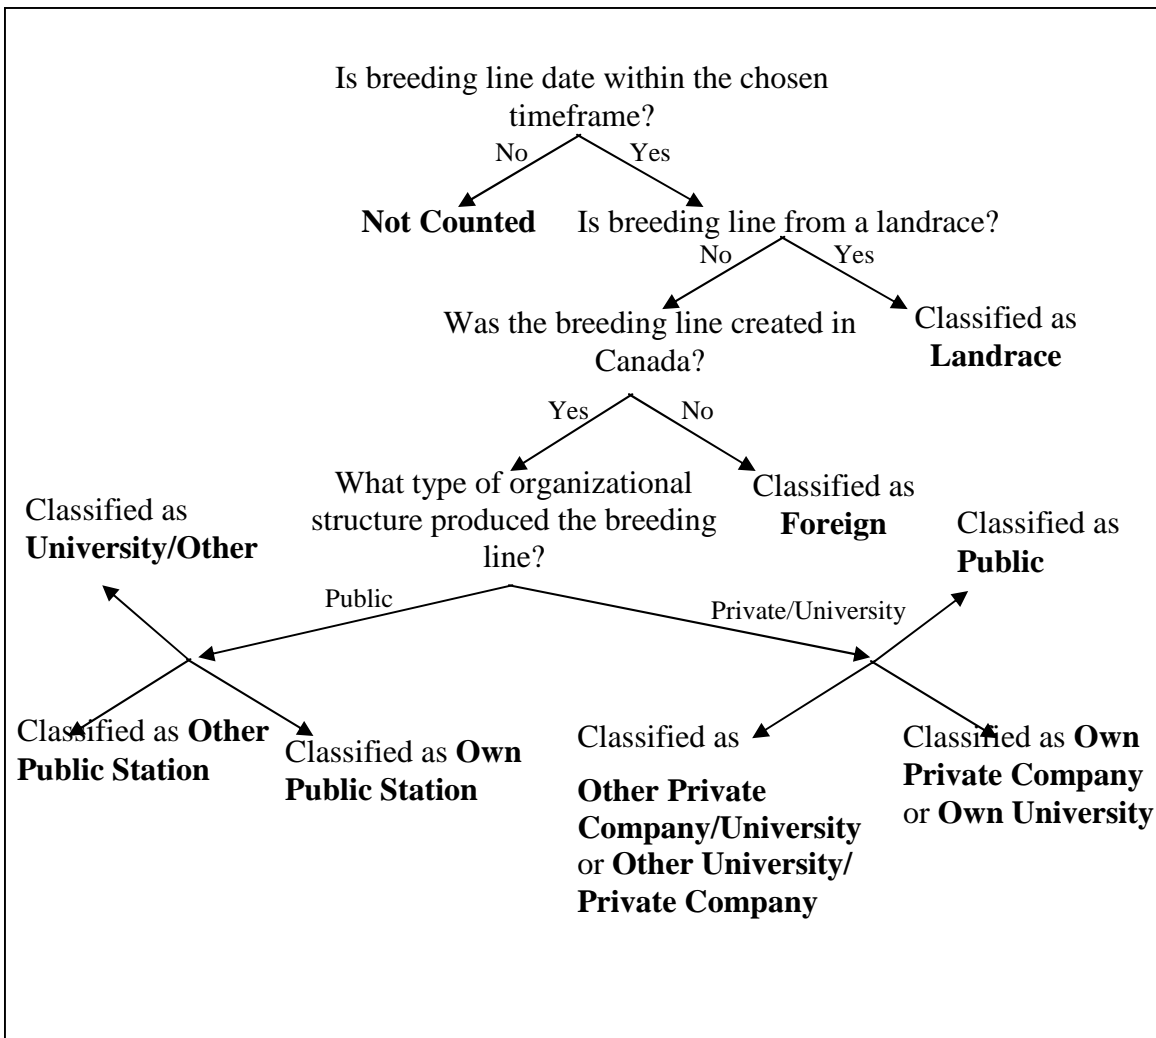 Is breeding line date within the chosen
timeframe?
No
Yes
Not Counted
Is breeding line from a landrace?
No
Yes
Was the breeding line created in
Canada?
Classified as
Landrace
Yes
No
What type of organizational
structure produced the breeding
line?
Classified as
Foreign
Classified as
University/Other
Classified as
Public
Public
Private/University
Classified as Other
Public Station
Classified as Own
Public Station
Classified as
Other Private
Company/University
or Other University/
Private Company
Classified as Own
Private Company
or Own University